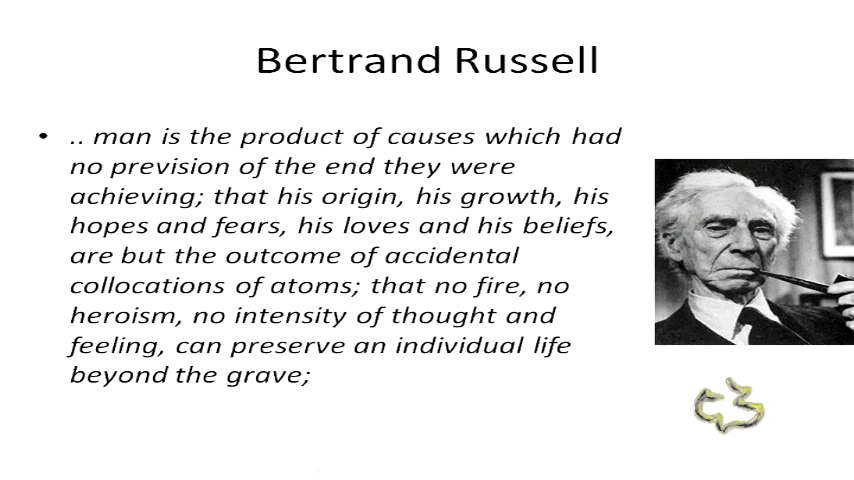 Bertrand Russell
• .. man is the product of causes which had
no prevision of the end they were
achieving; that his origin, his growth, his
hopes and fears, his loves and his beliefs,
are but the outcome of accidental
collocations of atoms; that no fire, no
heroism, no intensity of thought and
feeling, can preserve an individual life
beyond the grave;